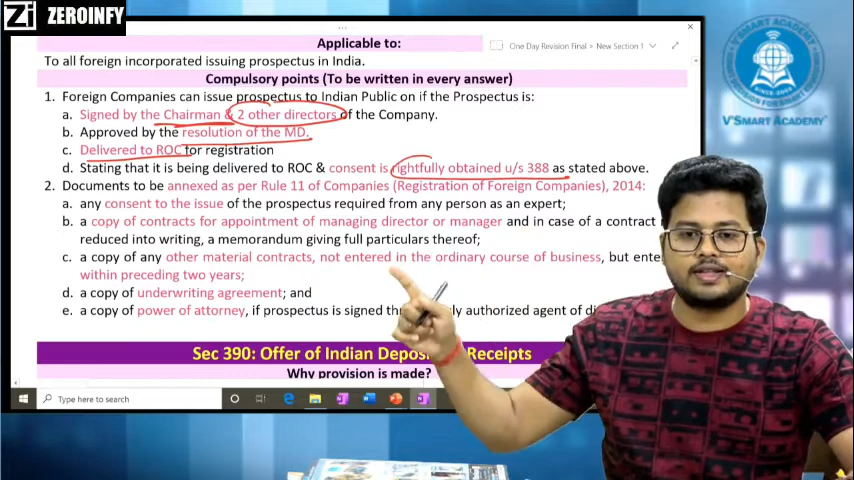 Zi ZEROINFY
Applicable to:
One Day Revision Final > New Section 1
To all foreign incorporated issuing prospectus in India.
Compulsory points (To be written in every answer)
1. Foreign Companies can issue prospectus to Indian Public on if the Prospectus is:
a. Signed by the Chairman & 2 other directors of the Company.
b. Approved by the resolution of the MD.
c. Delivered to ROC for registration
d. Stating that it is being delivered to ROC & consent is rightfully obtained u/s 388 as stated above.
2. Documents to be annexed as per Rule 11 of Companies (Registration of Foreign Companies), 2014:
a. any consent to the issue of the prospectus required from any person as an expert;
b. a copy of contracts for appointment of managing director or manager and in case of a contract
reduced into writing, a memorandum giving full particulars thereof;
c. a copy of any other material contracts, not entered in the ordinary course of business, but
within preceding two years;
d. a copy of underwriting agreement; and
e. a copy of power of attorney, if prospectus is signed authorized agent of
Sec 390: Offer of Indian Receipts
Why provision is made?
Type here to search
V'SMART ACADEMY
SINCE-2004
V'SMART ACADEMY